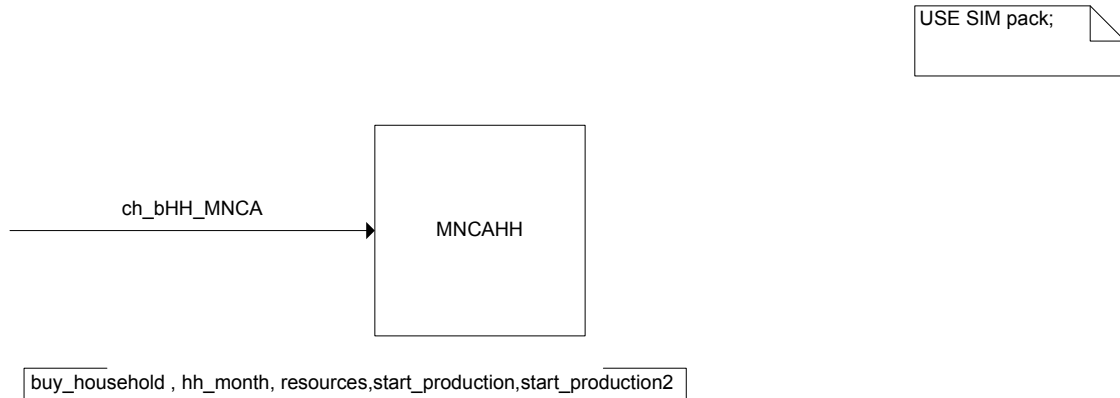 USE SIM pack;
ch_bHH_MNCA
MNCAHH
buy_household , hh_month, resources,start_production,start_production2